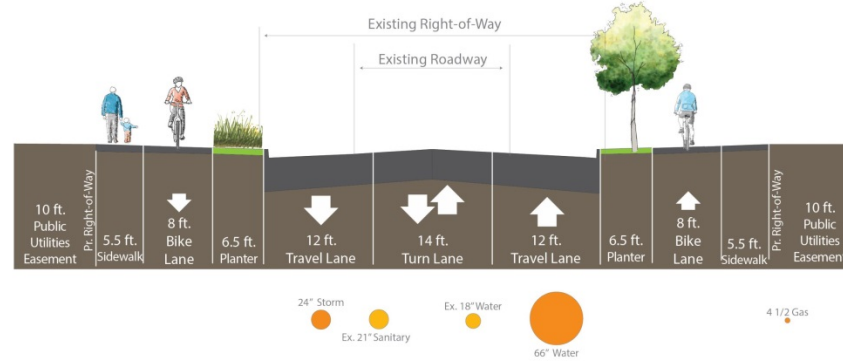 Existing Right-of-Way
Existing Roadway
10 ft.
Public
Utilities
Easement
Pr. Right-of-Way
5.5 ft.
Sidewalk
8 ft.
Bike
Lane
6.5 ft.
Planter
12 ft.
Travel Lane
14 ft.
Turn Lane
12 ft.
Travel Lane
6.5 ft.
Planter
8 ft.
Bike
Lane
5.5 ft.
Sidewalk
Pr. Right-of-Way
10 ft.
Public
Utilities
Easement
24" Storm
Ex. 21" Sanitary
Ex. 18" Water
66" Water
4 1/2 Gas